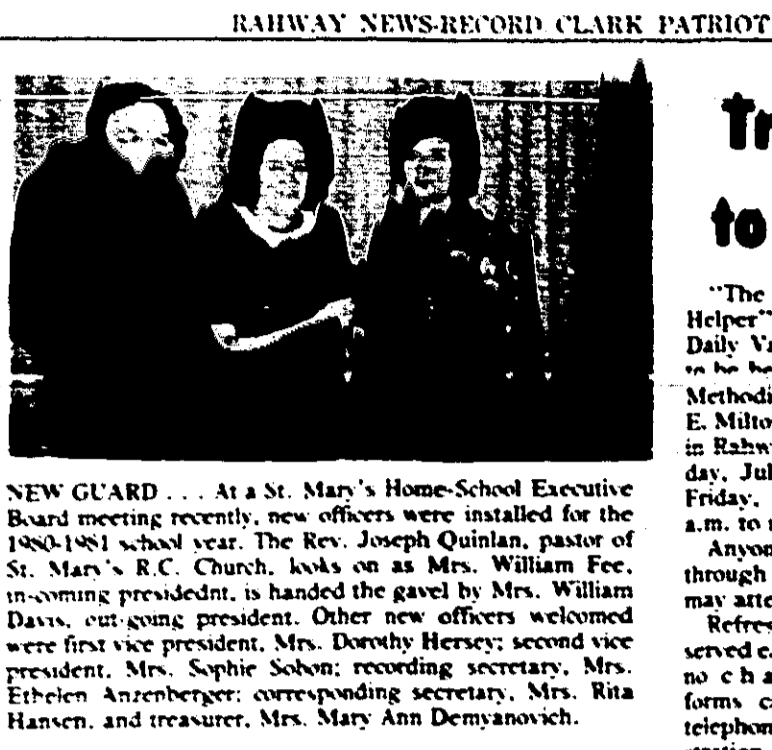 RAHWAY NEWS-RECORD CLARK PATRIOT
NEW GUARD . . . At a St. Mary's Home-School Executive
Board meeting recently, new officers were installed for the
1980-1981 school year. The Rev. Joseph Quinlan, pastor of
St. Mary's R.C. Church, looks on as Mrs. William Fee,
in-coming presidednt, is handed the gavel by Mrs. William
Davis, out-going president. Other new officers welcomed
were first vice president, Mrs. Dorothy Hersey; second vice
president, Mrs. Sophie Sobon; recording secretary, Mrs.
Ethelen Anzenberger; corresponding secretary, Mrs. Rita
Hansen, and treasurer, Mrs. Mary Ann Demyanovich.
Tr
to
"The
Helper"
Daily Va
to be he
Methodi
E. Milto
in Rahw
day, Jul
Friday,
a.m. to
Anyon
through
may atte
Refres
served e
no cha
forms c
telephon